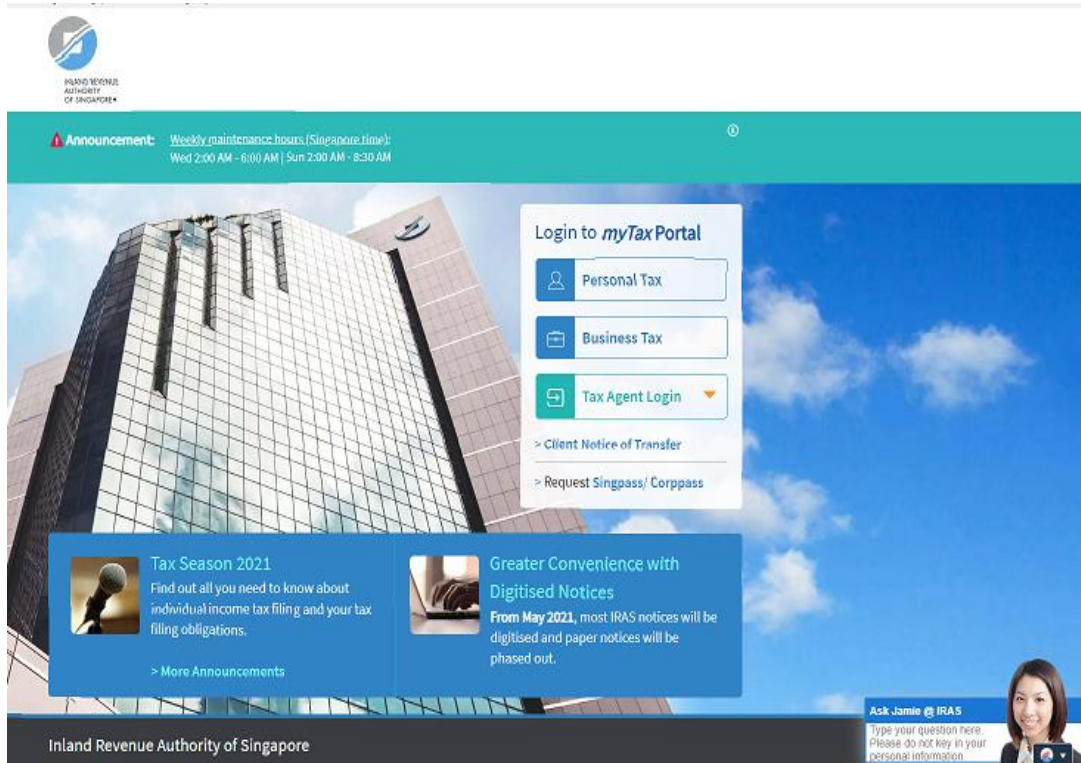 INLAND REVENUE
AUTHORITY
OF SINGAPORE
Announcement: Weekly maintenance hours (Singapore time):
Wed 2:00 AM - 6:00 AM | Sun 2:00 AM - 8:30 AM
Login to myTax Portal
Personal Tax
Business Tax
Tax Agent Login
> Client Notice of Transfer
> Request Singpass/ Corppass
Tax Season 2021
Find out all you need to know about
individual income tax filing and your tax
filing obligations.
> More Announcements
Greater Convenience with
Digitised Notices
From May 2021, most IRAS notices will be
digitised and paper notices will be
phased out.
Ask Jamie @ IRAS
Type your question here.
Please do not key in your
personal information
Inland Revenue Authority of Singapore